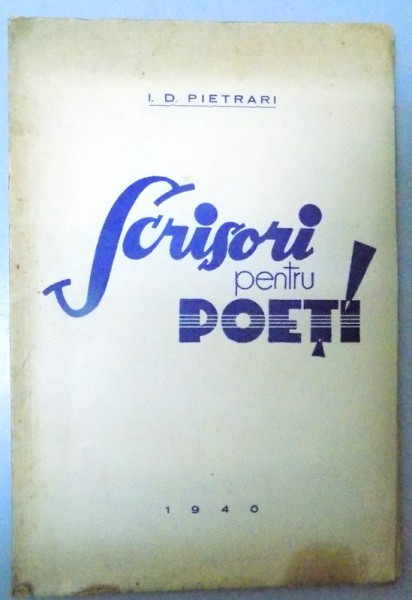 I. D. PIETRARI
Scrisori
pentru
POEȚI!
1940